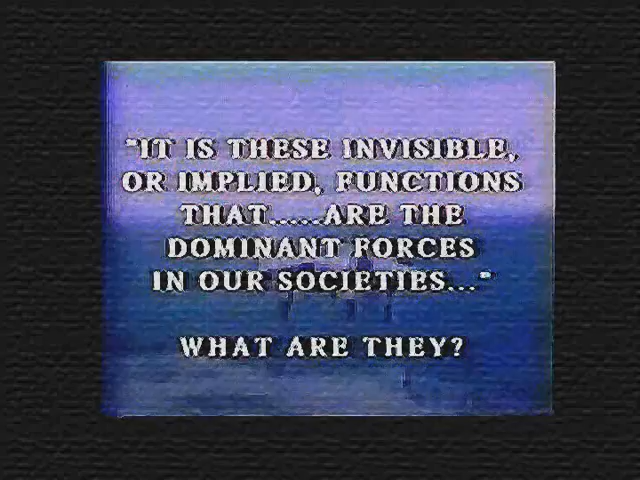 "IT IS THESE INVISIBLE,
OR IMPLIED, FUNCTIONS
THAT.....ARE THE
DOMINANT FORCES
IN OUR SOCIETIES..."
WHAT ARE THEY?